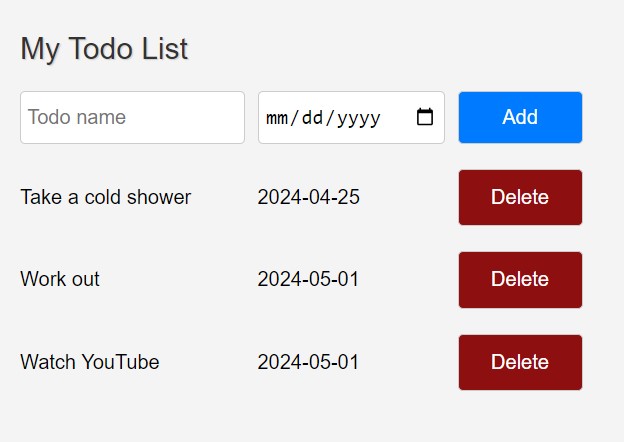 My Todo List
Todo name mm/dd/yyyy Add
Take a cold shower 2024-04-25 Delete
Work out 2024-05-01 Delete
Watch YouTube 2024-05-01 Delete